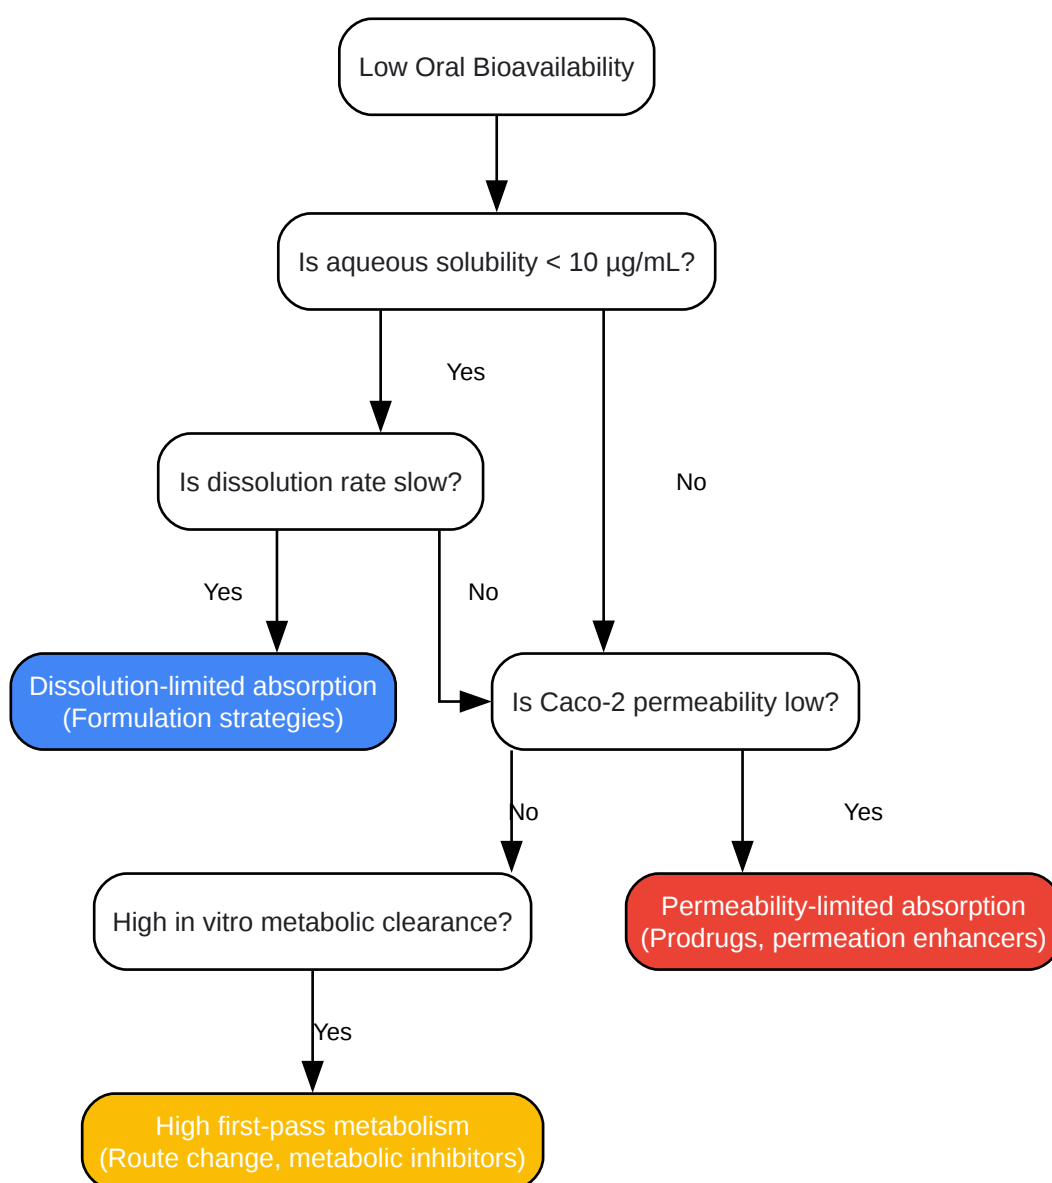 Low Oral Bioavailability
Is aqueous solubility < 10 µg/mL?
Yes
Is dissolution rate slow?
No
Yes
No
Dissolution-limited absorption
(Formulation strategies)
Is Caco-2 permeability low?
No
Yes
High in vitro metabolic clearance?
Permeability-limited absorption
(Prodrugs, permeation enhancers)
Yes
High first-pass metabolism
(Route change, metabolic inhibitors)